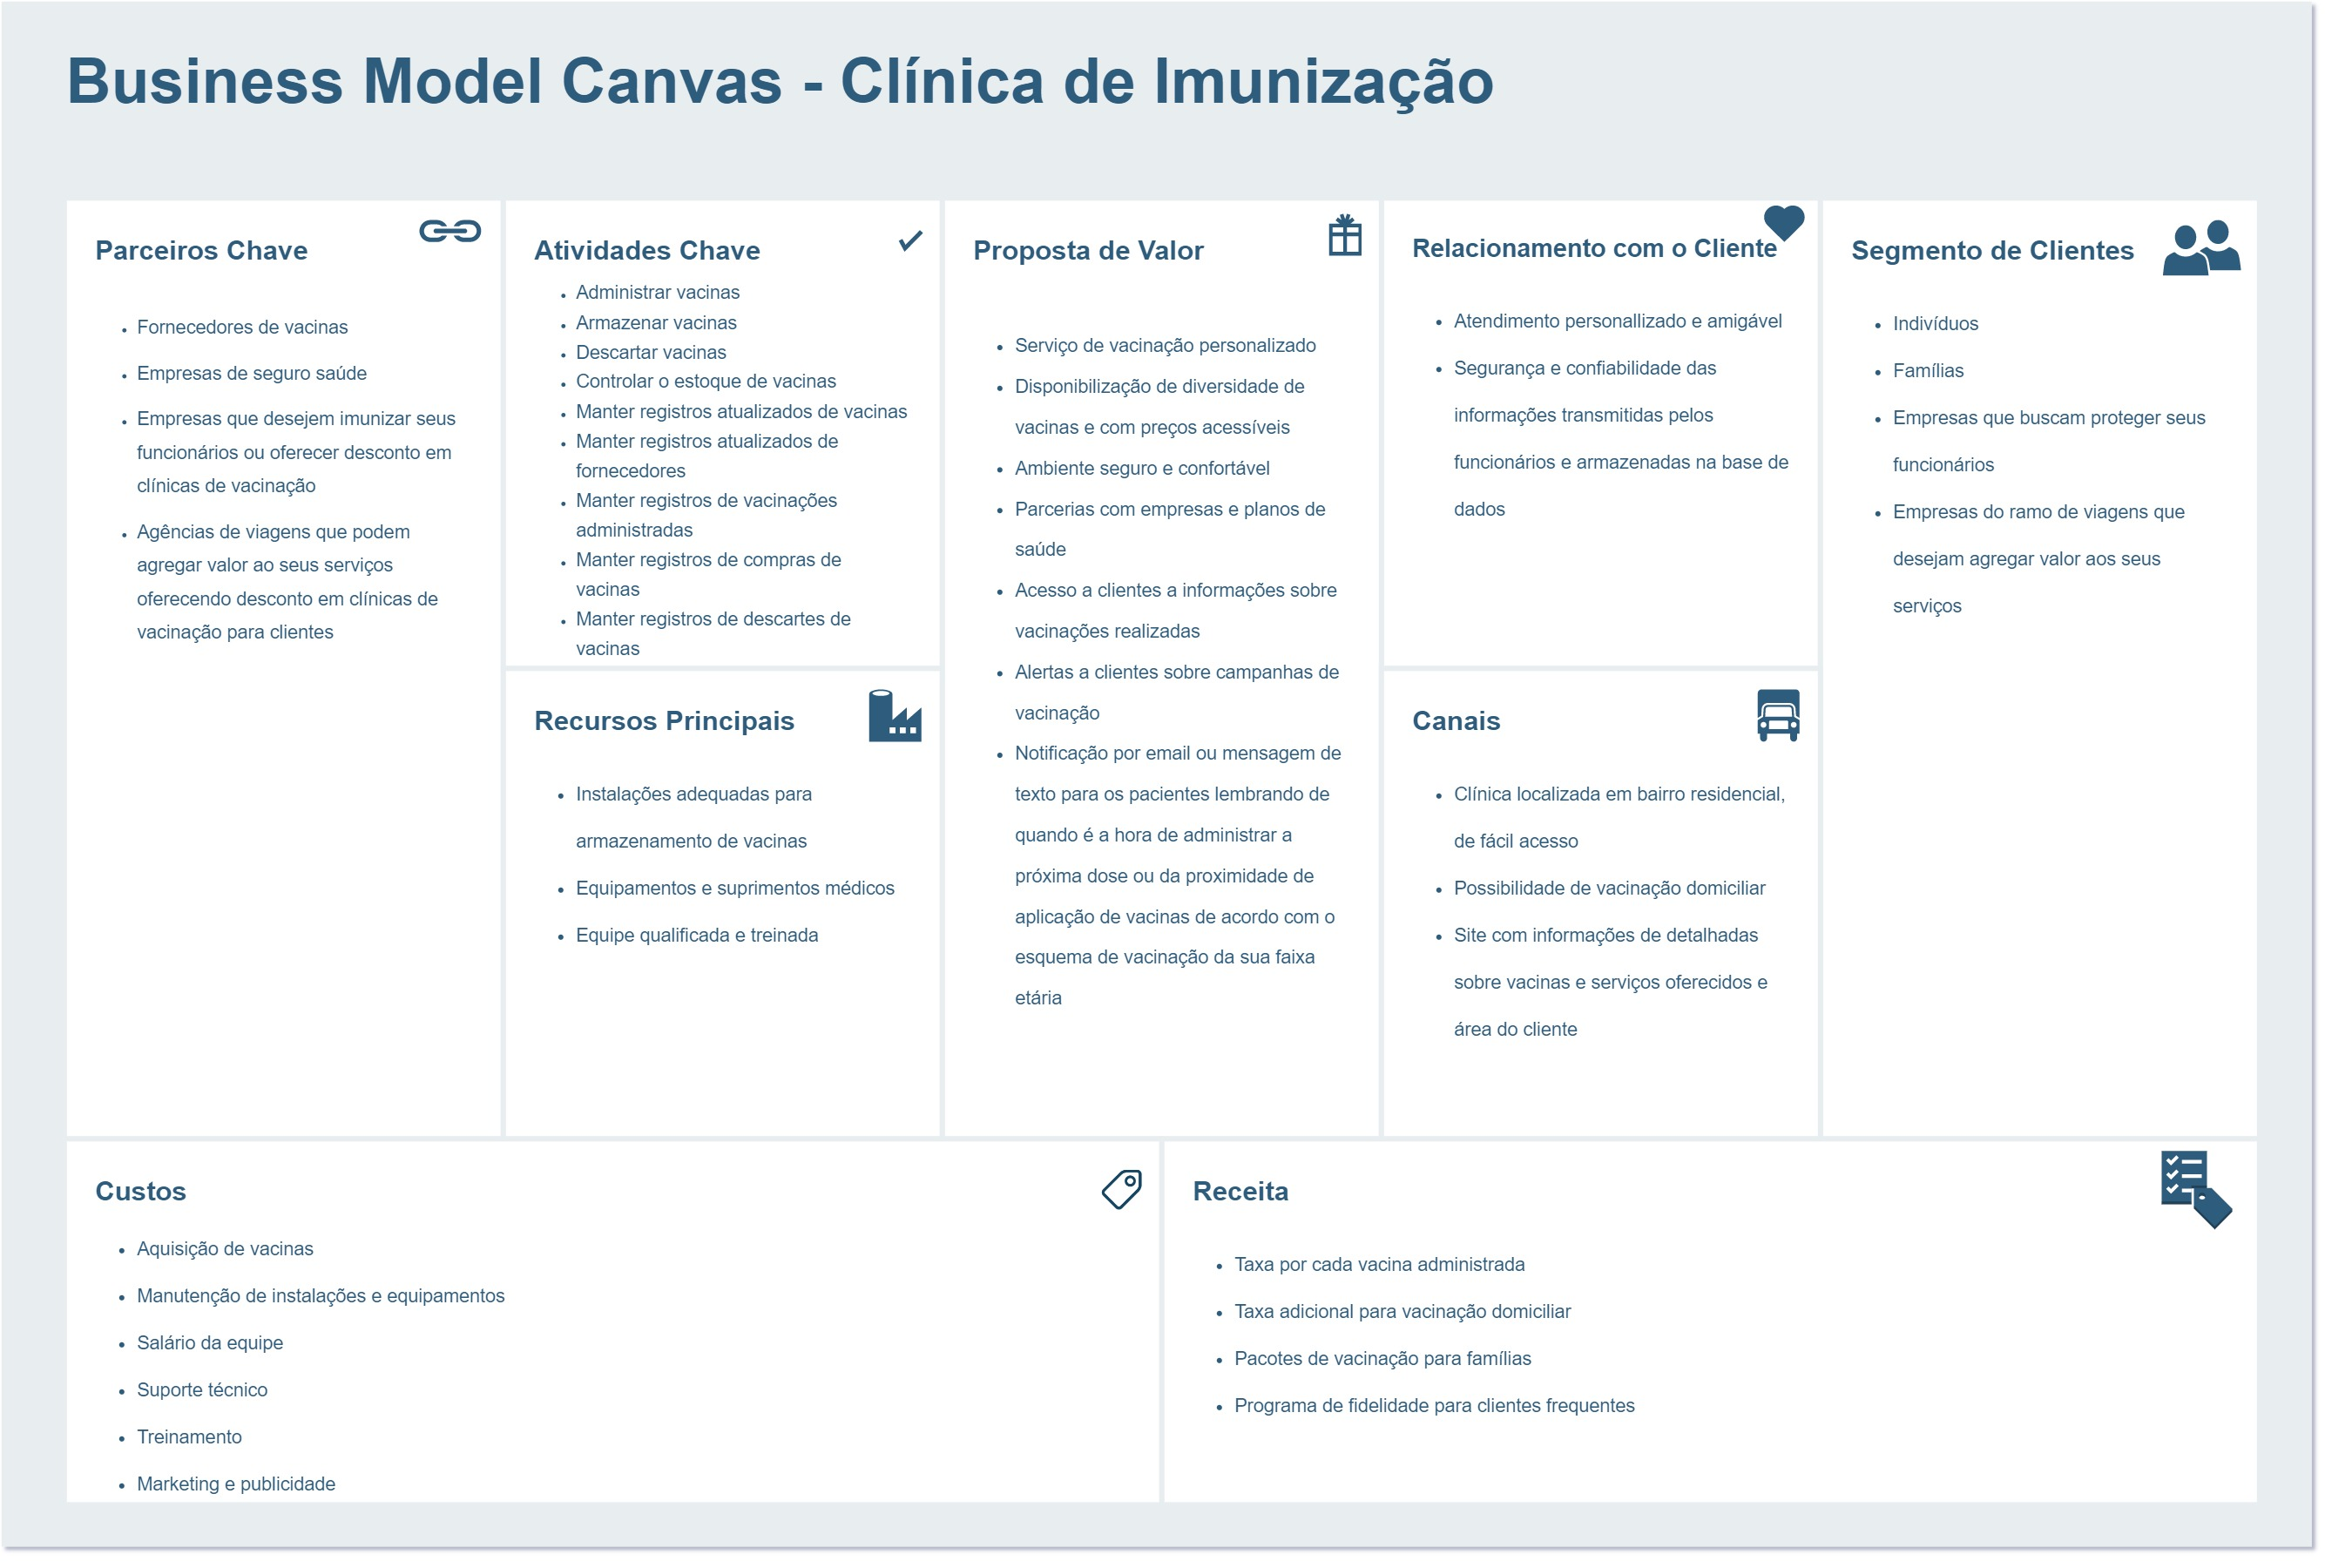 Business Model Canvas - Clínica de Imunização
Parceiros Chave
Fornecedores de vacinas
Empresas de seguro saúde
Empresas que desejem imunizar seus
funcionários ou oferecer desconto em
clínicas de vacinação
Agências de viagens que podem
agregar valor ao seus serviços
oferecendo desconto em clínicas de
vacinação para clientes
Atividades Chave
Administrar vacinas
Armazenar vacinas
Descartar vacinas
Controlar o estoque de vacinas
Manter registros atualizados de vacinas
Manter registros atualizados de
fornecedores
Manter registros de vacinações
administradas
Manter registros de compras de
vacinas
Manter registros de descartes de
vacinas
Recursos Principais
Instalações adequadas para
armazenamento de vacinas
Equipamentos e suprimentos médicos
Equipe qualificada e treinada
Proposta de Valor
Serviço de vacinação personalizado
Disponibilização de diversidade de
vacinas e com preços acessíveis
Ambiente seguro e confortável
Parcerias com empresas e planos de
saúde
Acesso a clientes a informações sobre
vacinações realizadas
Alertas a clientes sobre campanhas de
vacinação
Notificação por email ou mensagem de
texto para os pacientes lembrando de
quando é a hora de administrar a
próxima dose ou da proximidade de
aplicação de vacinas de acordo com o
esquema de vacinação da sua faixa
etária
Relacionamento com o Cliente
Atendimento personallizado e amigável
Segurança e confiabilidade das
informações transmitidas pelos
funcionários e armazenadas na base de
dados
Canais
Clínica localizada em bairro residencial,
de fácil acesso
Possibilidade de vacinação domiciliar
Site com informações de detalhadas
sobre vacinas e serviços oferecidos e
área do cliente
Segmento de Clientes
Indivíduos
Famílias
Empresas que buscam proteger seus
funcionários
Empresas do ramo de viagens que
desejam agregar valor aos seus
serviços
Custos
Aquisição de vacinas
Manutenção de instalações e equipamentos
Salário da equipe
Suporte técnico
Treinamento
Marketing e publicidade
Receita
Taxa por cada vacina administrada
Taxa adicional para vacinação domiciliar
Pacotes de vacinação para famílias
Programa de fidelidade para clientes frequentes